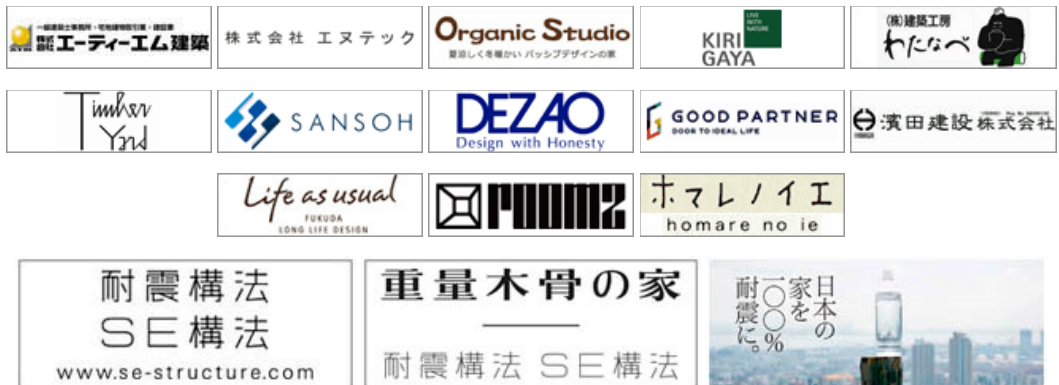 一級建築士事務所・宅地建物取引業・建設業
株式会社 エーティーエム建築
株式会社 エヌテック
Organic Studio
夏涼しく冬暖かい パッシブデザインの家
LIVE
WITH
NATURE
KIRI
GAYA
(株)建築工房
わたなべ
Timber
Yard
SANSOH
DEZAO
Design with Honesty
GOOD PARTNER
DOOR TO IDEAL LIFE
濱田建設株式会社
Life as usual
FUKUDA
LONG LIFE DESIGN
roomz
ホマレノイエ
homare no ie
耐震構法
SE構法
www.se-structure.com
重量木骨の家
耐震構法 SE構法
日本の
家を
一〇〇%
耐震に。